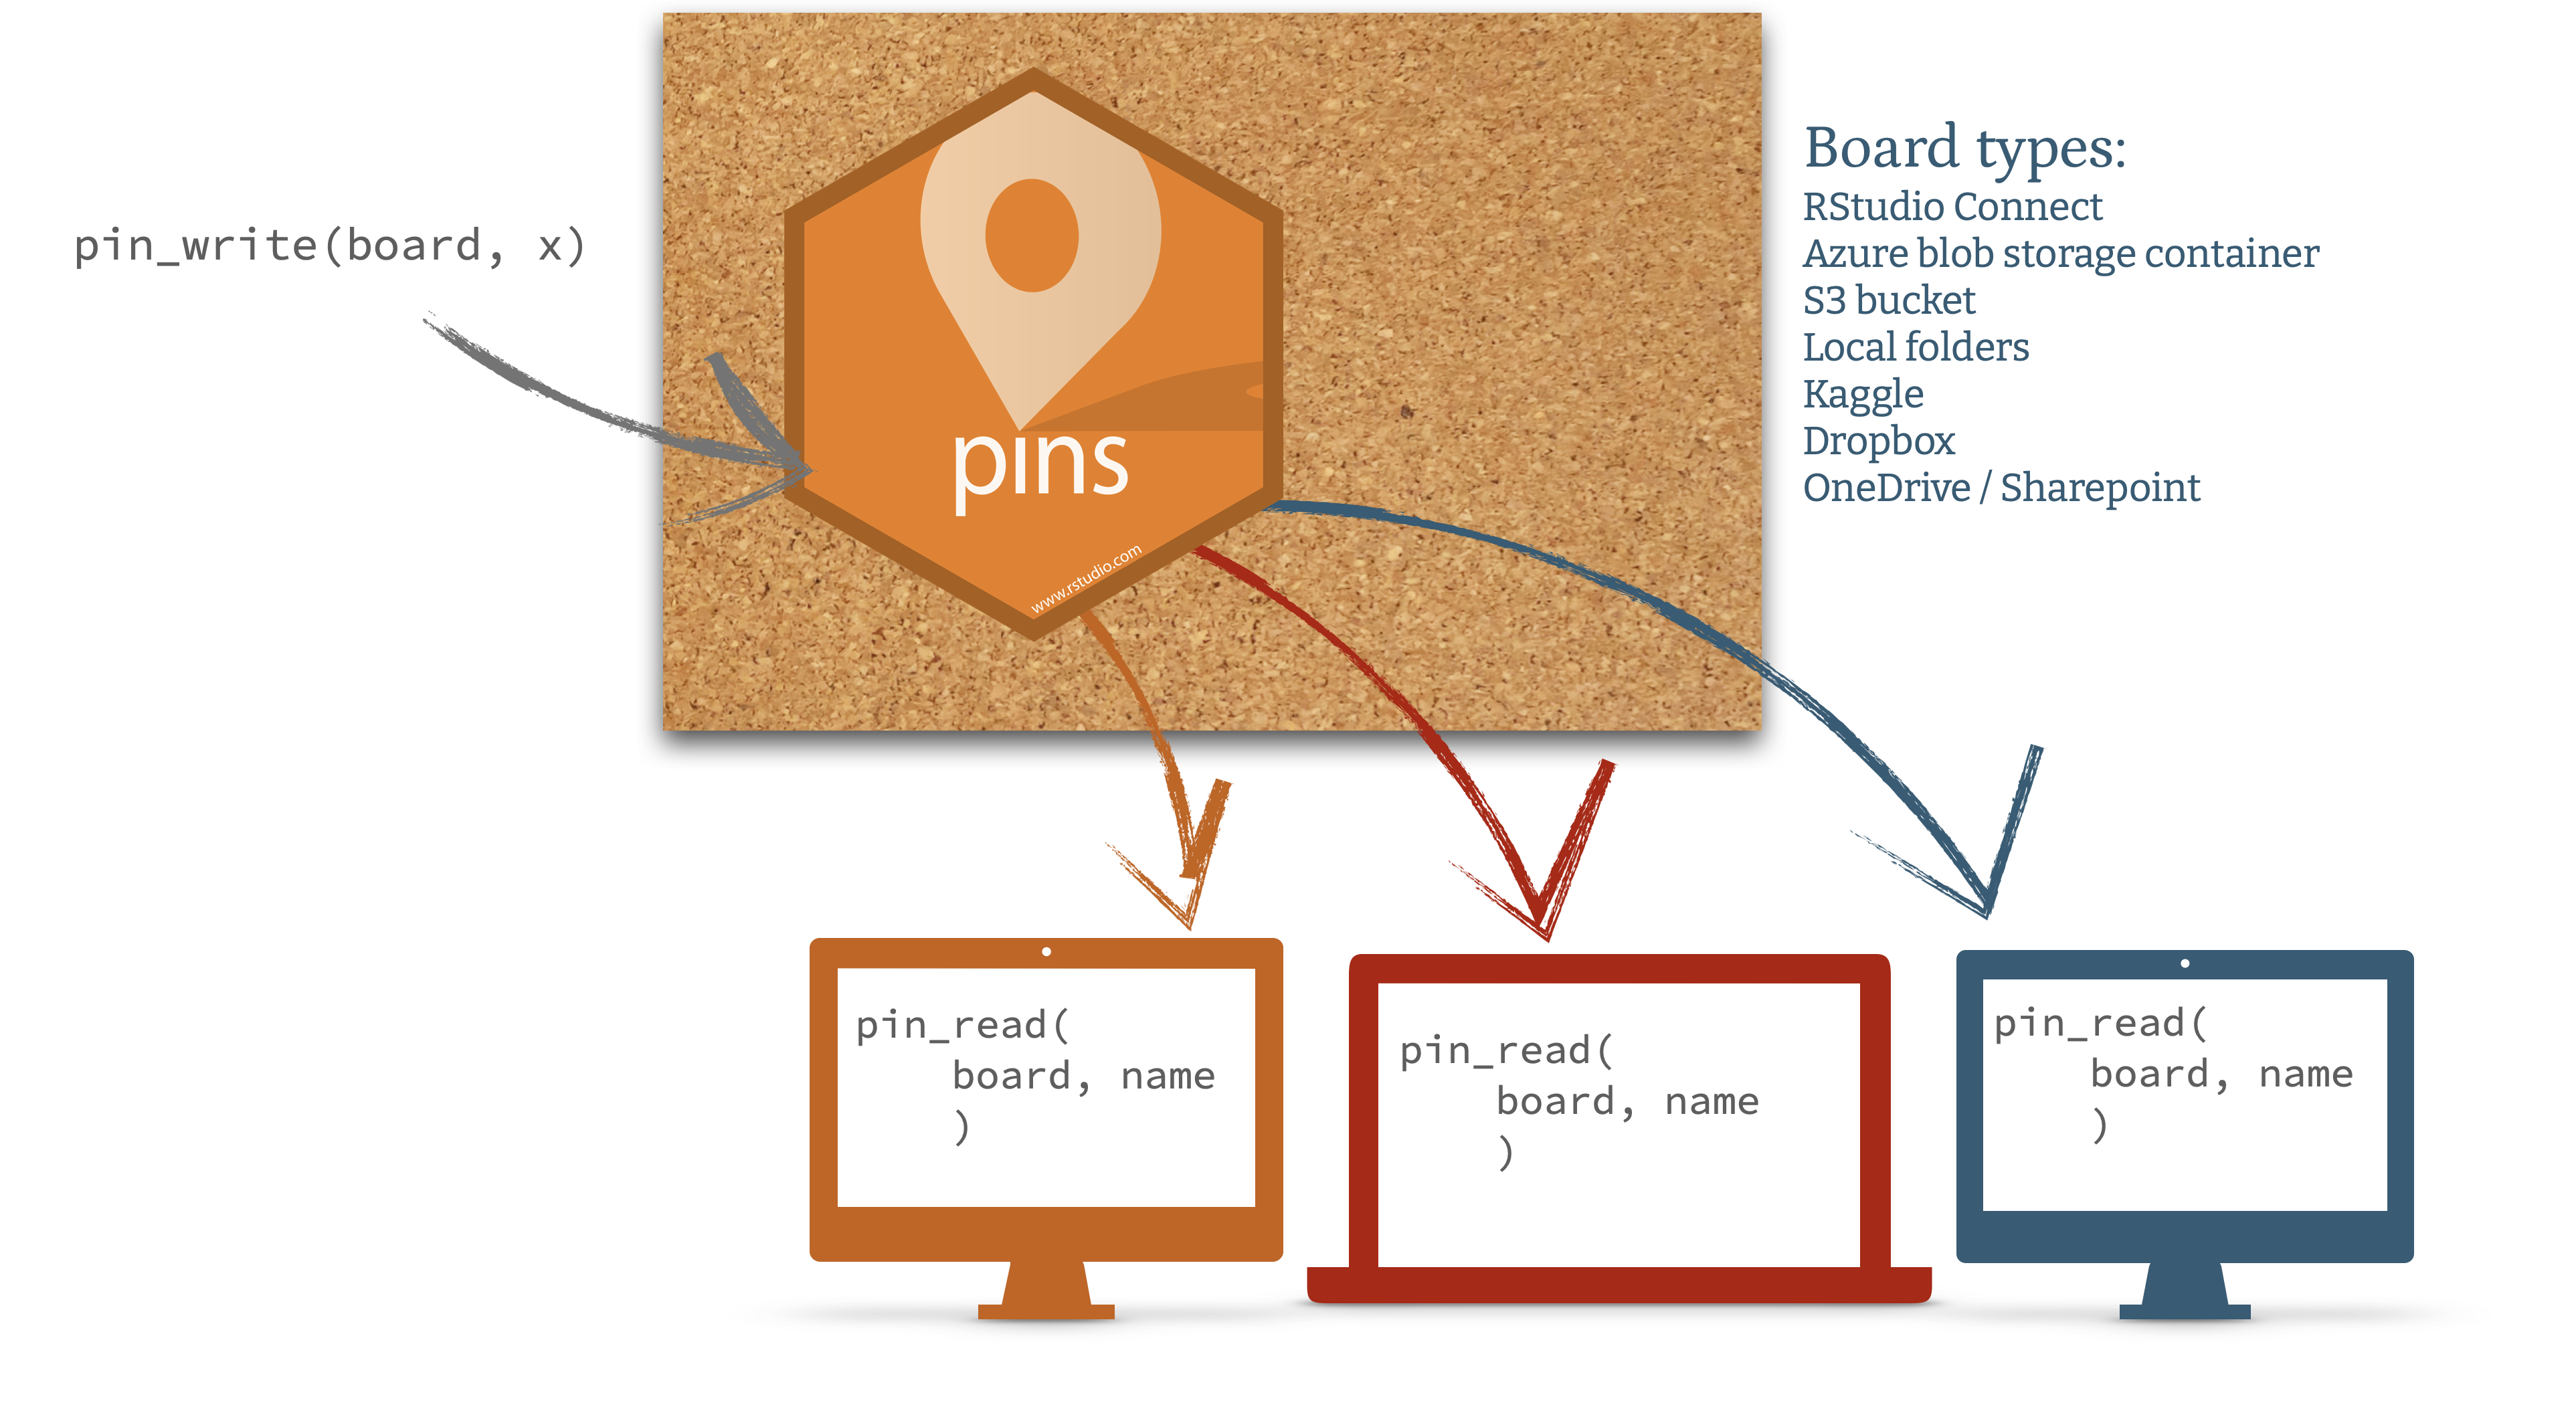 pin_write(board, x)
pins
www.rstudio.com
Board types:
RStudio Connect
Azure blob storage container
S3 bucket
Local folders
Kaggle
Dropbox
OneDrive / Sharepoint
pin_read(
board, name
)
pin_read(
board, name
)
pin_read(
board, name
)